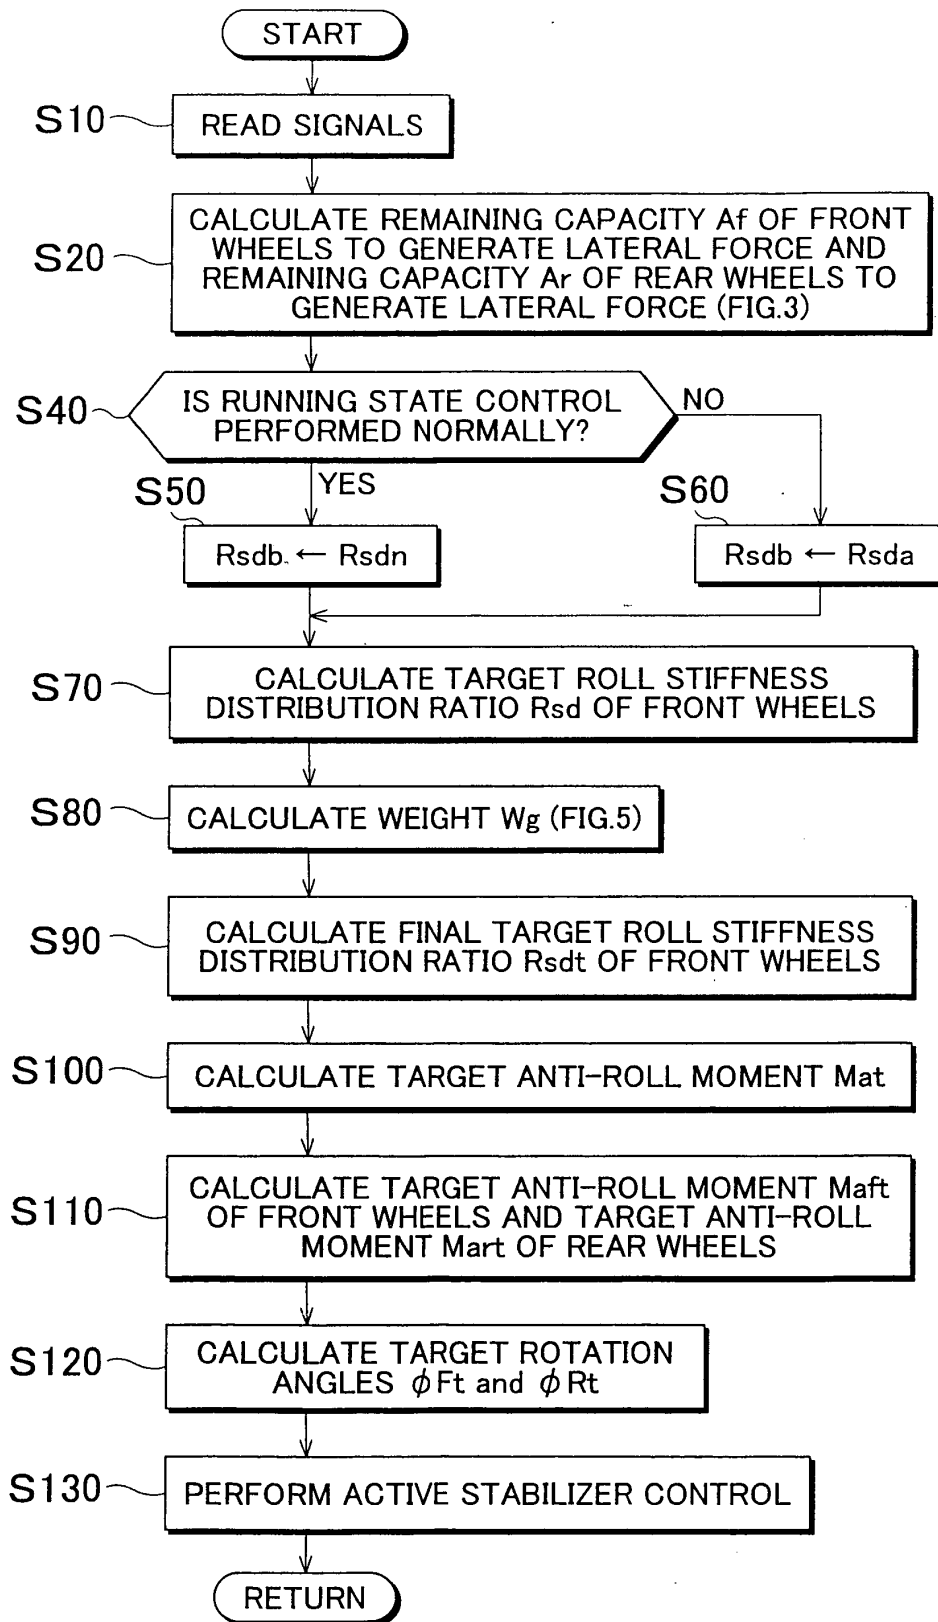 START
S10
READ SIGNALS
S20
CALCULATE REMAINING CAPACITY Af OF FRONT
WHEELS TO GENERATE LATERAL FORCE AND
REMAINING CAPACITY Ar OF REAR WHEELS TO
GENERATE LATERAL FORCE (FIG.3)
S40
IS RUNNING STATE CONTROL
PERFORMED NORMALLY?
NO
YES
S50
Rsdb ← Rsdn
S60
Rsdb ← Rsda
S70
CALCULATE TARGET ROLL STIFFNESS
DISTRIBUTION RATIO Rsd OF FRONT WHEELS
S80
CALCULATE WEIGHT Wg (FIG.5)
S90
CALCULATE FINAL TARGET ROLL STIFFNESS
DISTRIBUTION RATIO Rsdt OF FRONT WHEELS
S100
CALCULATE TARGET ANTI-ROLL MOMENT Mat
S110
CALCULATE TARGET ANTI-ROLL MOMENT Maft
OF FRONT WHEELS AND TARGET ANTI-ROLL
MOMENT Mart OF REAR WHEELS
S120
CALCULATE TARGET ROTATION
ANGLES φFt and φRt
S130
PERFORM ACTIVE STABILIZER CONTROL
RETURN